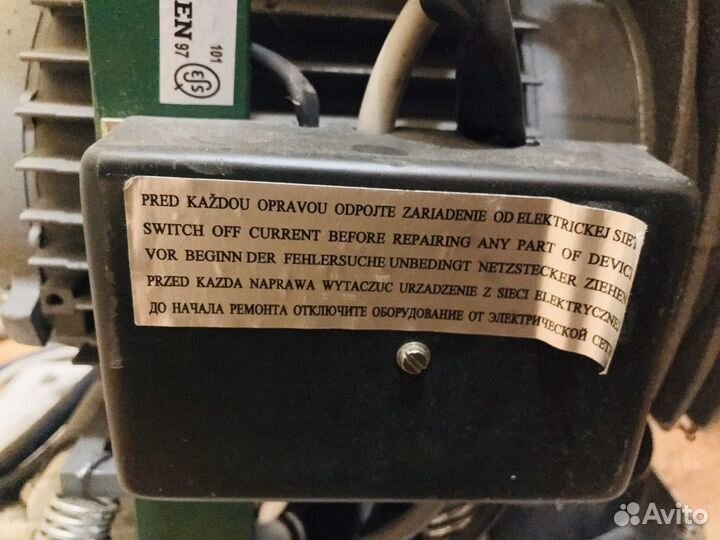 EN 97
101
PRED KAŽDOU OPRAVOU ODPOJTE ZARIADENIE OD ELEKTRICKEJ SIET
SWITCH OFF CURRENT BEFORE REPAIRING ANY PART OF DEVICE
VOR BEGINN DER FEHLERSUCHE UNBEDINGT NETZSTECKER ZIEHEN
PRZED KAZDA NAPRAWA WYTACZUC URZADZENIE Z SIECI ELEKTRYCZNEJ
ДО НАЧАЛА РЕМОНТА ОТКЛЮЧИТЕ ОБОРУДОВАНИЕ ОТ ЭЛЕКТРИЧЕСКОЙ СЕТИ
Avito